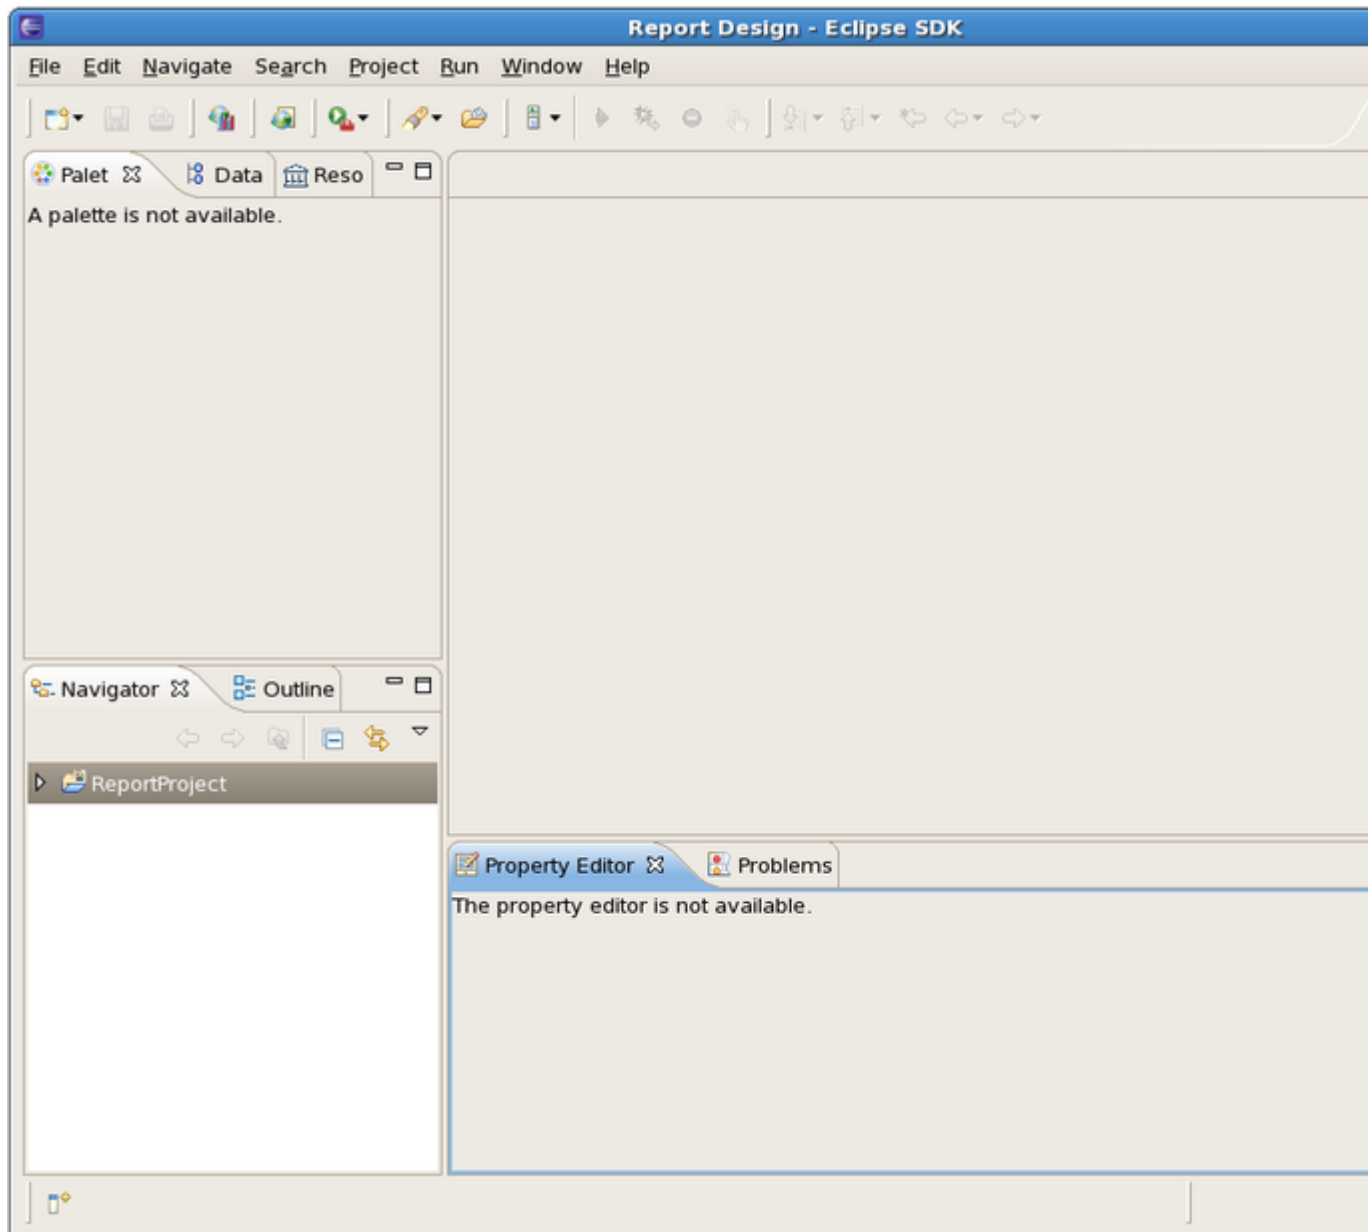 Report Design - Eclipse SDK
File Edit Navigate Search Project Run Window Help
Palet Data Reso
A palette is not available.
Navigator Outline
ReportProject
Property Editor Problems
The property editor is not available.